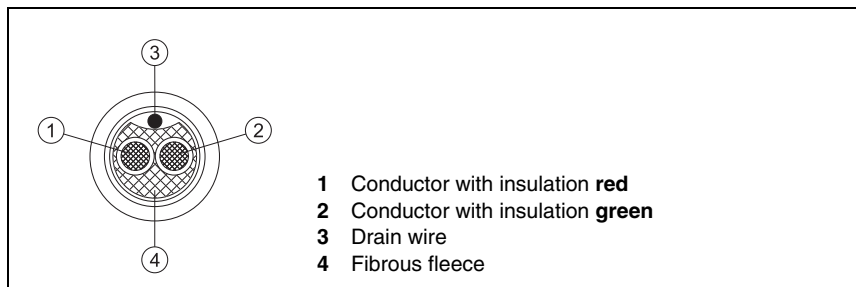 3
1
2
4
1 Conductor with insulation red
2 Conductor with insulation green
3 Drain wire
4 Fibrous fleece